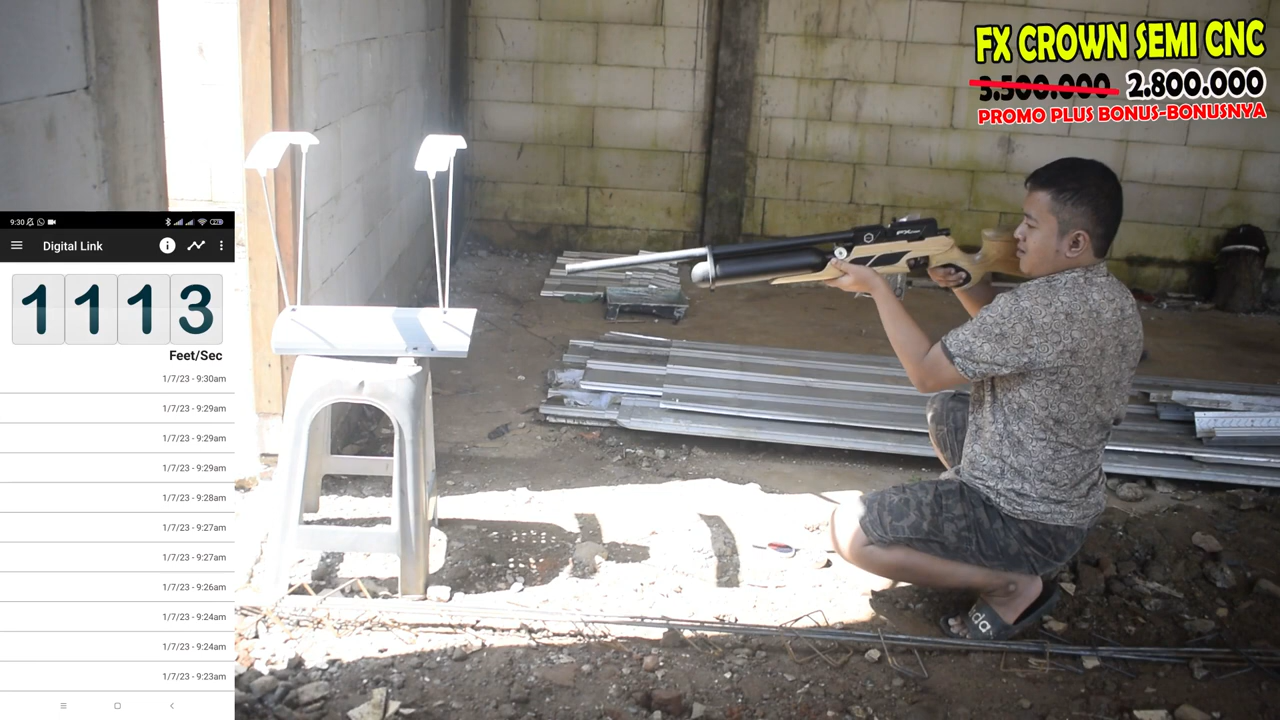 FX CROWN SEMI CNC
3.500.000 2.800.000
PROMO PLUS BONUS-BONUSNYA
9:30
Digital Link
1113
Feet/Sec
1/7/23 - 9:30am
1/7/23 - 9:29am
1/7/23 - 9:29am
1/7/23 - 9:29am
1/7/23 - 9:28am
1/7/23 - 9:27am
1/7/23 - 9:27am
1/7/23 - 9:26am
1/7/23 - 9:24am
1/7/23 - 9:24am
1/7/23 - 9:23am
FX